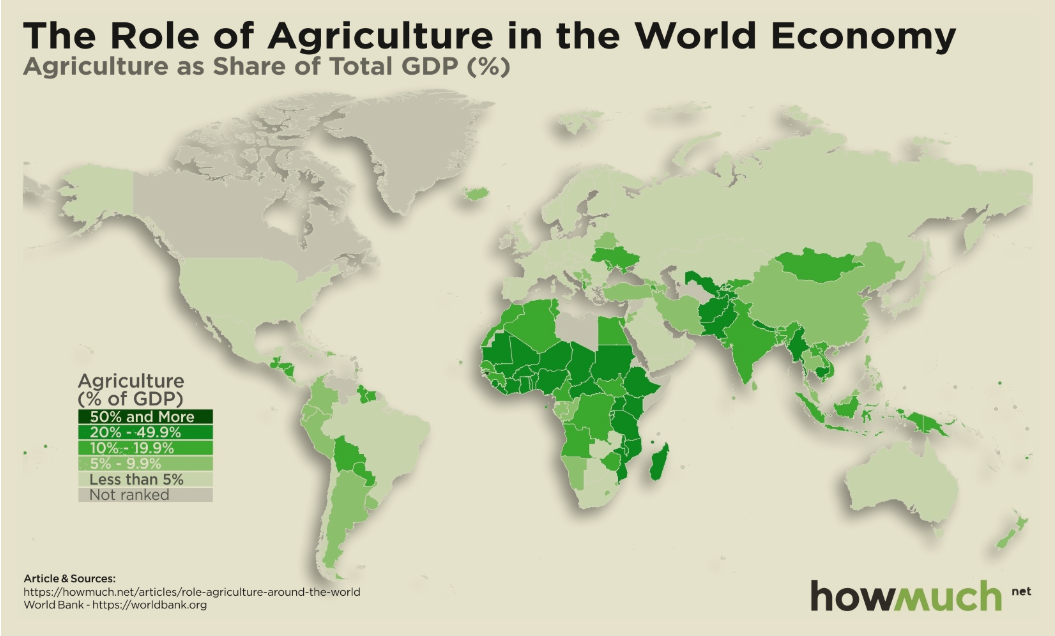 The Role of Agriculture in the World Economy
Agriculture as Share of Total GDP (%)
Agriculture
(% of GDP)
50% and More
20% - 49.9%
10% - 19.9%
5% - 9.9%
Less than 5%
Not ranked
Article & Sources:
https://howmuch.net/articles/role-agriculture-around-the-world
World Bank - https://worldbank.org
howmuch net